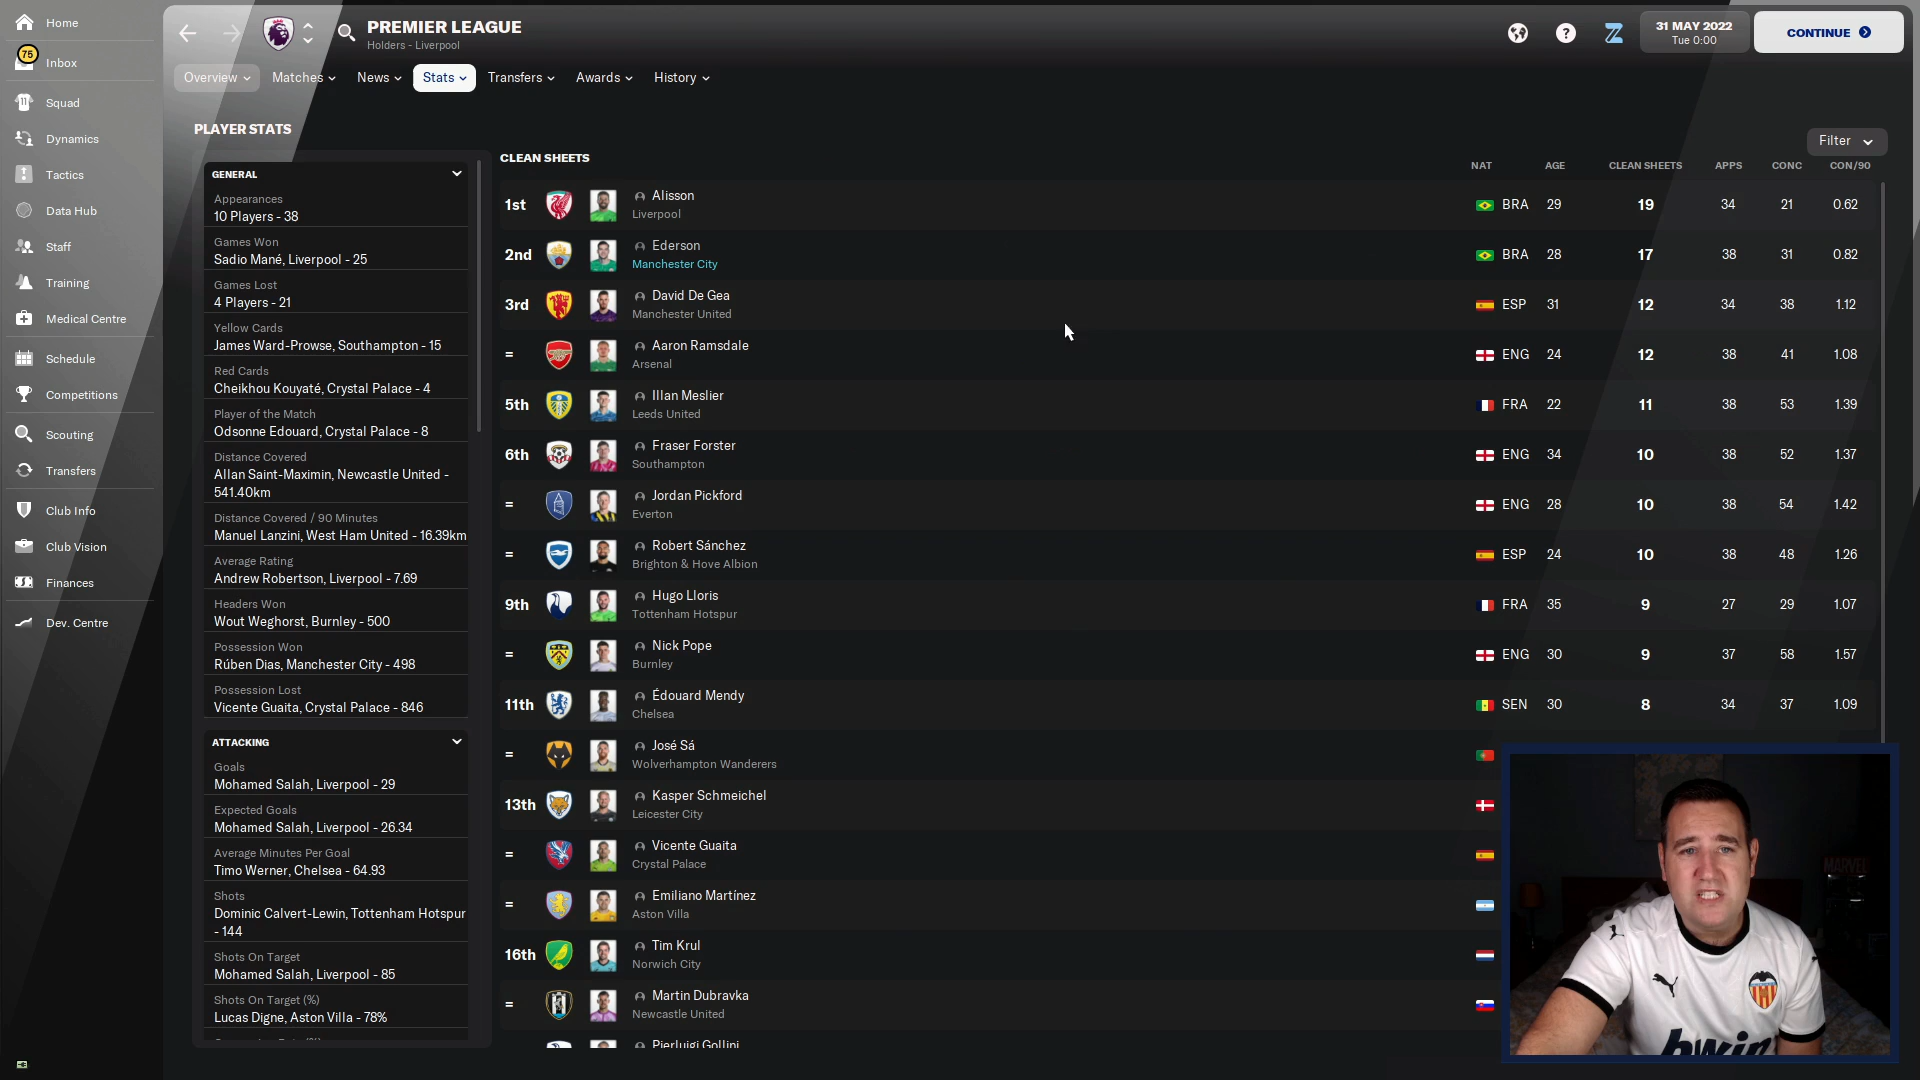 Home
75
Inbox
Squad
Dynamics
Tactics
Data Hub
Staff
Training
Medical Centre
Schedule
Competitions
Scouting
Transfers
Club Info
Club Vision
Finances
Dev. Centre
PREMIER LEAGUE
Holders - Liverpool
31 MAY 2022
Tue 0:00
CONTINUE
Overview Matches News Stats Transfers Awards History
PLAYER STATS
Filter
GENERAL
Appearances
10 Players - 38
Games Won
Sadio Mané, Liverpool - 25
Games Lost
4 Players - 21
Yellow Cards
James Ward-Prowse, Southampton - 15
Red Cards
Cheikhou Kouyaté, Crystal Palace - 4
Player of the Match
Odsonne Edouard, Crystal Palace - 8
Distance Covered
Allan Saint-Maximin, Newcastle United -
541.40km
Distance Covered / 90 Minutes
Manuel Lanzini, West Ham United - 16.39km
Average Rating
Andrew Robertson, Liverpool - 7.69
Headers Won
Wout Weghorst, Burnley - 500
Possession Won
Rúben Dias, Manchester City - 498
Possession Lost
Vicente Guaita, Crystal Palace - 846
ATTACKING
Goals
Mohamed Salah, Liverpool - 29
Expected Goals
Mohamed Salah, Liverpool - 26.34
Average Minutes Per Goal
Timo Werner, Chelsea - 64.93
Shots
Dominic Calvert-Lewin, Tottenham Hotspur
- 144
Shots On Target
Mohamed Salah, Liverpool - 85
Shots On Target (%)
Lucas Digne, Aston Villa - 78%
CLEAN SHEETS
NAT AGE CLEAN SHEETS APPS CONC CON/90
1st Alisson BRA 29 19 34 21 0.62
Liverpool
2nd Ederson BRA 28 17 38 31 0.82
Manchester City
3rd David De Gea ESP 31 12 34 38 1.12
Manchester United
= Aaron Ramsdale ENG 24 12 38 41 1.08
Arsenal
5th Illan Meslier FRA 22 11 38 53 1.39
Leeds United
6th Fraser Forster ENG 34 10 38 52 1.37
Southampton
= Jordan Pickford ENG 28 10 38 54 1.42
Everton
= Robert Sánchez ESP 24 10 38 48 1.26
Brighton & Hove Albion
9th Hugo Lloris FRA 35 9 27 29 1.07
Tottenham Hotspur
= Nick Pope ENG 30 9 37 58 1.57
Burnley
11th Édouard Mendy SEN 30 8 34 37 1.09
Chelsea
= José Sá
Wolverhampton Wanderers
13th Kasper Schmeichel
Leicester City
= Vicente Guaita
Crystal Palace
= Emiliano Martínez
Aston Villa
16th Tim Krul
Norwich City
= Martin Dubravka
Newcastle United
Pierluigi Gollini
MARVEL
bwin